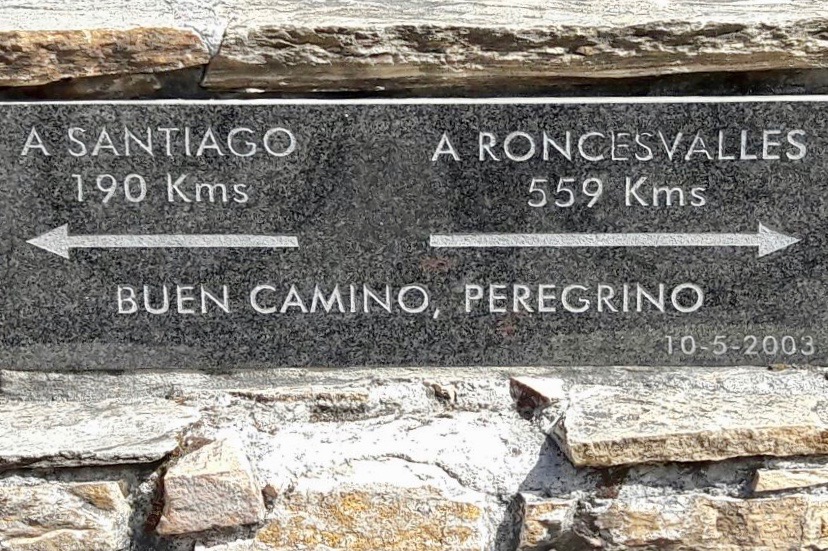 A SANTIAGO
190 Kms
A RONCESVALLES
559 Kms
BUEN CAMINO, PEREGRINO
10-5-2003